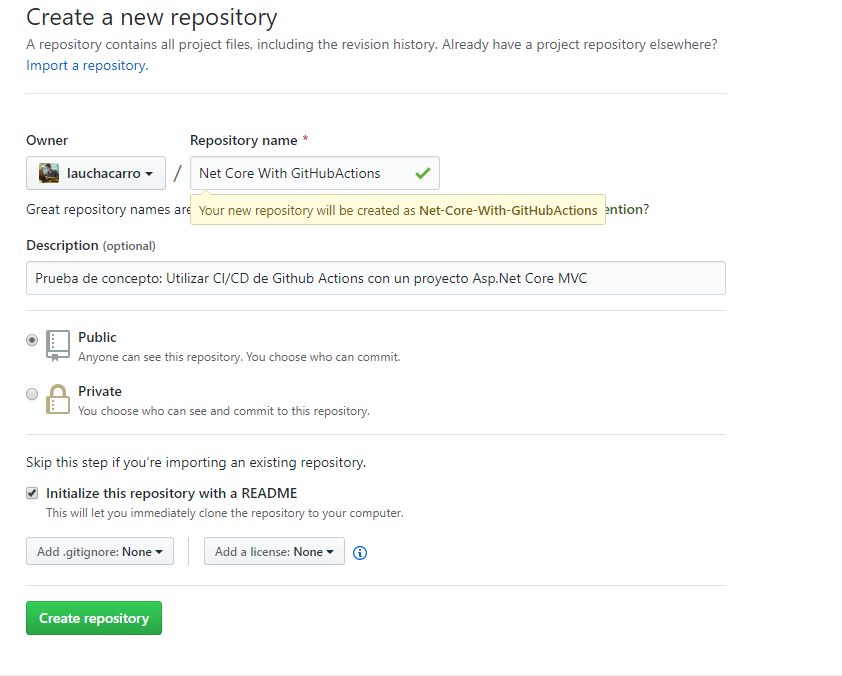 Create a new repository
A repository contains all project files, including the revision history. Already have a project repository elsewhere?
Import a repository.
Owner
Repository name *
lauchacarro
/
Net Core With GitHubActions
Great repository names are
ention?
Your new repository will be created as Net-Core-With-GitHubActions
Description (optional)
Prueba de concepto: Utilizar CI/CD de Github Actions con un proyecto Asp.Net Core MVC
Public
Anyone can see this repository. You choose who can commit.
Private
You choose who can see and commit to this repository.
Skip this step if you’re importing an existing repository.
Initialize this repository with a README
This will let you immediately clone the repository to your computer.
Add .gitignore: None
Add a license: None
Create repository